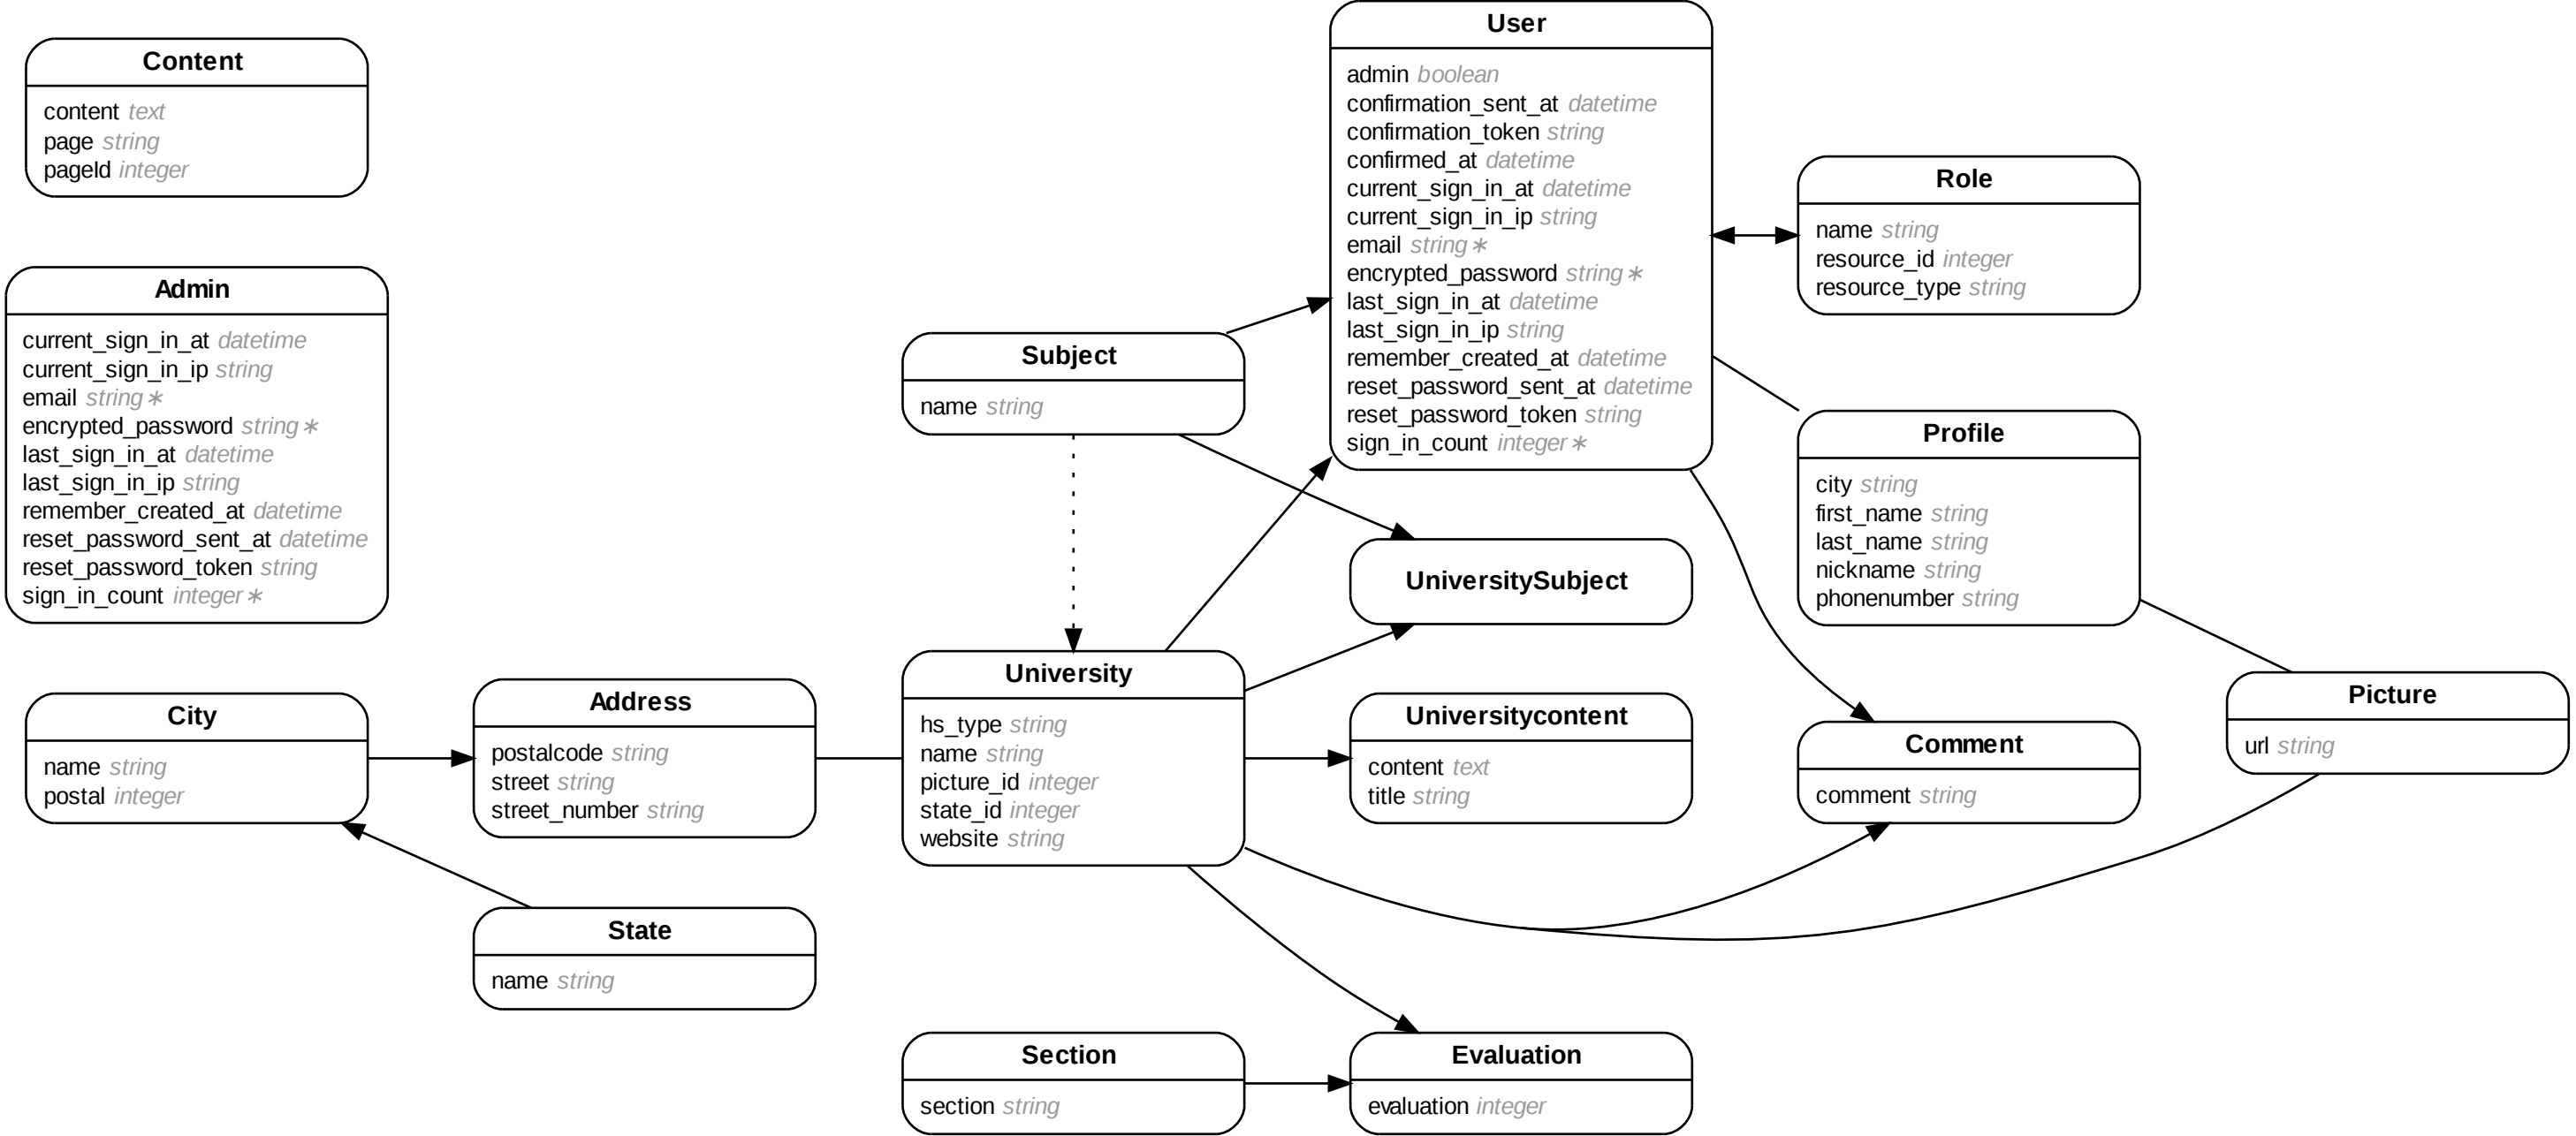 Content
content text
page string
pageId integer
Admin
current_sign_in_at datetime
current_sign_in_ip string
email string∗
encrypted_password string∗
last_sign_in_at datetime
last_sign_in_ip string
remember_created_at datetime
reset_password_sent_at datetime
reset_password_token string
sign_in_count integer∗
City
name string
postal integer
Address
postalcode string
street string
street_number string
State
name string
Subject
name string
University
hs_type string
name string
picture_id integer
state_id integer
website string
Section
section string
User
admin boolean
confirmation_sent_at datetime
confirmation_token string
confirmed_at datetime
current_sign_in_at datetime
current_sign_in_ip string
email string∗
encrypted_password string∗
last_sign_in_at datetime
last_sign_in_ip string
remember_created_at datetime
reset_password_sent_at datetime
reset_password_token string
sign_in_count integer∗
UniversitySubject
Universitycontent
content text
title string
Evaluation
evaluation integer
Role
name string
resource_id integer
resource_type string
Profile
city string
first_name string
last_name string
nickname string
phonenumber string
Comment
comment string
Picture
url string